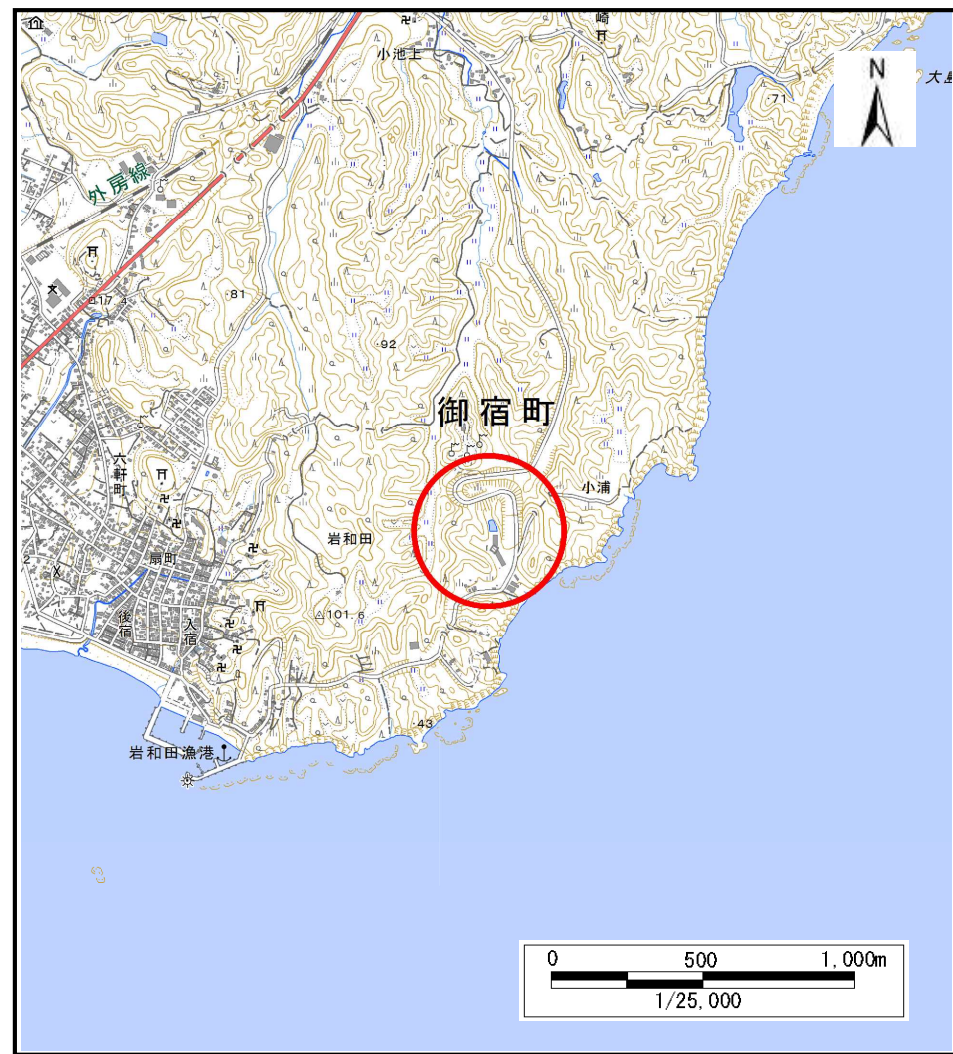 小池上
崎
N
大
・71
外房線
17.4
・81
・92
御宿町
六軒町
小浦
岩和田
2
扇町
後宿
入宿
101.6
・43
岩和田漁港
0 500 1,000m
1/25,000